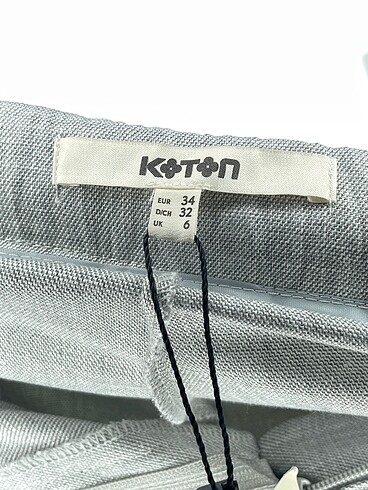 KOTON
EUR 34
D/CH 32
UK 6